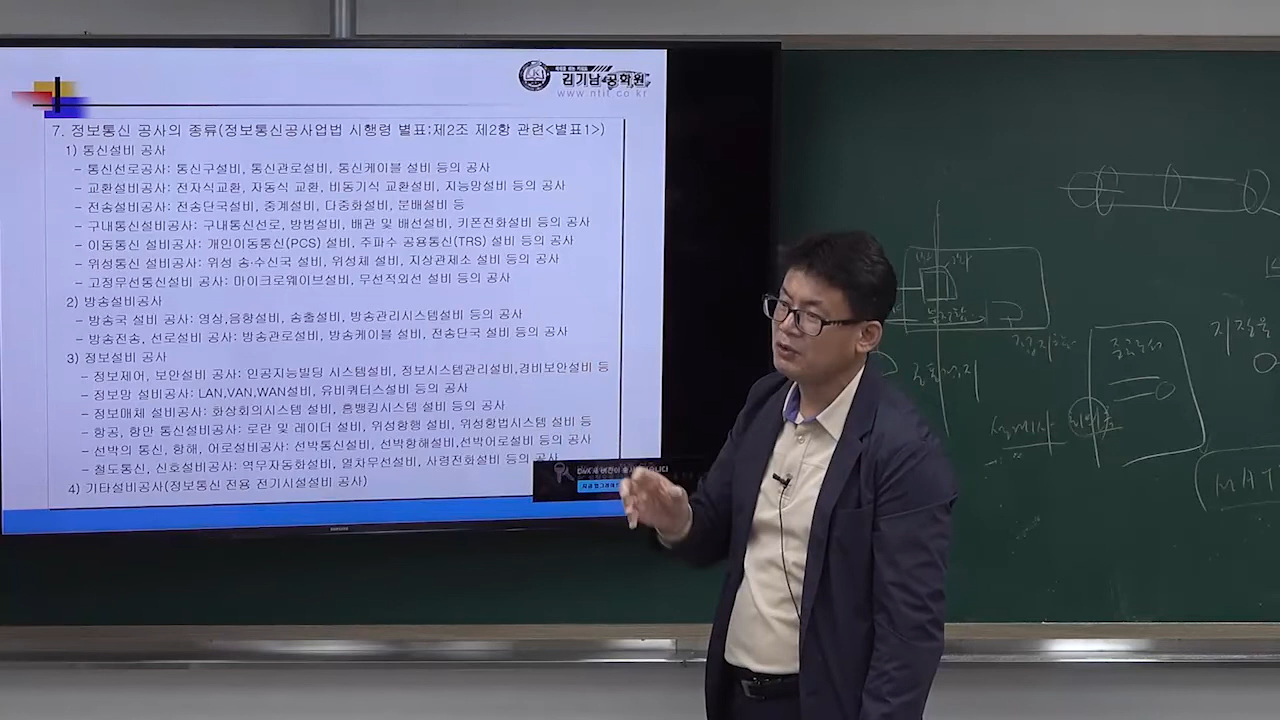 김기남 공학원
www.ntit.co.kr
7. 정보통신 공사의 종류(정보통신공사업법 시행령 별표;제2조 제2항 관련<별표1>)
1) 통신설비 공사
– 통신선로공사: 통신구설비, 통신관로설비, 통신케이블 설비 등의 공사
– 교환설비공사: 전자식교환, 자동식 교환, 비동기식 교환설비, 지능망설비 등의 공사
– 전송설비공사: 전송단국설비, 중계설비, 다중화설비, 분배설비 등
– 구내통신설비공사: 구내통신선로, 방범설비, 배관 및 배선설비, 키폰전화설비 등의 공사
– 이동통신 설비공사: 개인이동통신(PCS) 설비, 주파수 공용통신(TRS) 설비 등의 공사
– 위성통신 설비공사: 위성 송·수신국 설비, 위성체 설비, 지상관제소 설비 등의 공사
– 고정무선통신설비 공사: 마이크로웨이브설비, 무선적외선 설비 등의 공사
2) 방송설비공사
– 방송국 설비 공사: 영상,음향설비, 송출설비, 방송관리시스템설비 등의 공사
– 방송전송, 선로설비 공사: 방송관로설비, 방송케이블 설비, 전송단국 설비 등의 공사
3) 정보설비 공사
– 정보제어, 보안설비 공사: 인공지능빌딩 시스템설비, 정보시스템관리설비,경비보안설비 등
– 정보망 설비공사: LAN,VAN,WAN설비, 유비쿼터스설비 등의 공사
– 정보매체 설비공사: 화상회의시스템 설비, 홈뱅킹시스템 설비 등의 공사
– 항공, 항만 통신설비공사: 로란 및 레이더 설비, 위성항행 설비, 위성항법시스템 설비 등
– 선박의 통신, 항해, 어로설비공사: 선박통신설비, 선박항해설비,선박어로설비 등의 공사
– 철도통신, 신호설비공사: 역무자동화설비, 열차무선설비, 사령전화설비 등의 공사
4) 기타설비공사(정보통신 전용 전기시설설비 공사)
SAMSUNG